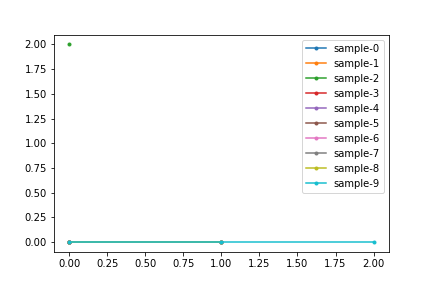 2.00
1.75
1.50
1.25
1.00
0.75
0.50
0.25
0.00
sample-0
sample-1
sample-2
sample-3
sample-4
sample-5
sample-6
sample-7
sample-8
sample-9
0.00 0.25 0.50 0.75 1.00 1.25 1.50 1.75 2.00